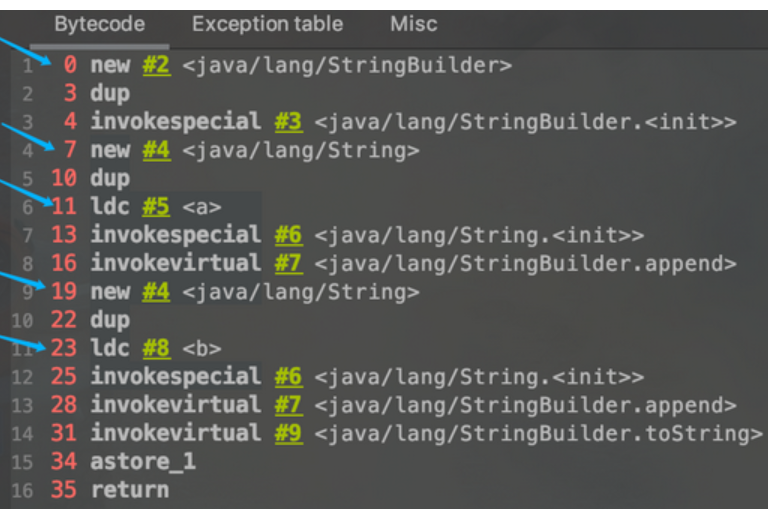 Bytecode Exception table Misc
1 0 new #2 <java/lang/StringBuilder>
2 3 dup
3 4 invokespecial #3 <java/lang/StringBuilder.<init>>
4 7 new #4 <java/lang/String>
5 10 dup
6 11 ldc #5 <a>
7 13 invokespecial #6 <java/lang/String.<init>>
8 16 invokevirtual #7 <java/lang/StringBuilder.append>
9 19 new #4 <java/lang/String>
10 22 dup
11 23 ldc #8 <b>
12 25 invokespecial #6 <java/lang/String.<init>>
13 28 invokevirtual #7 <java/lang/StringBuilder.append>
14 31 invokevirtual #9 <java/lang/StringBuilder.toString>
15 34 astore_1
16 35 return